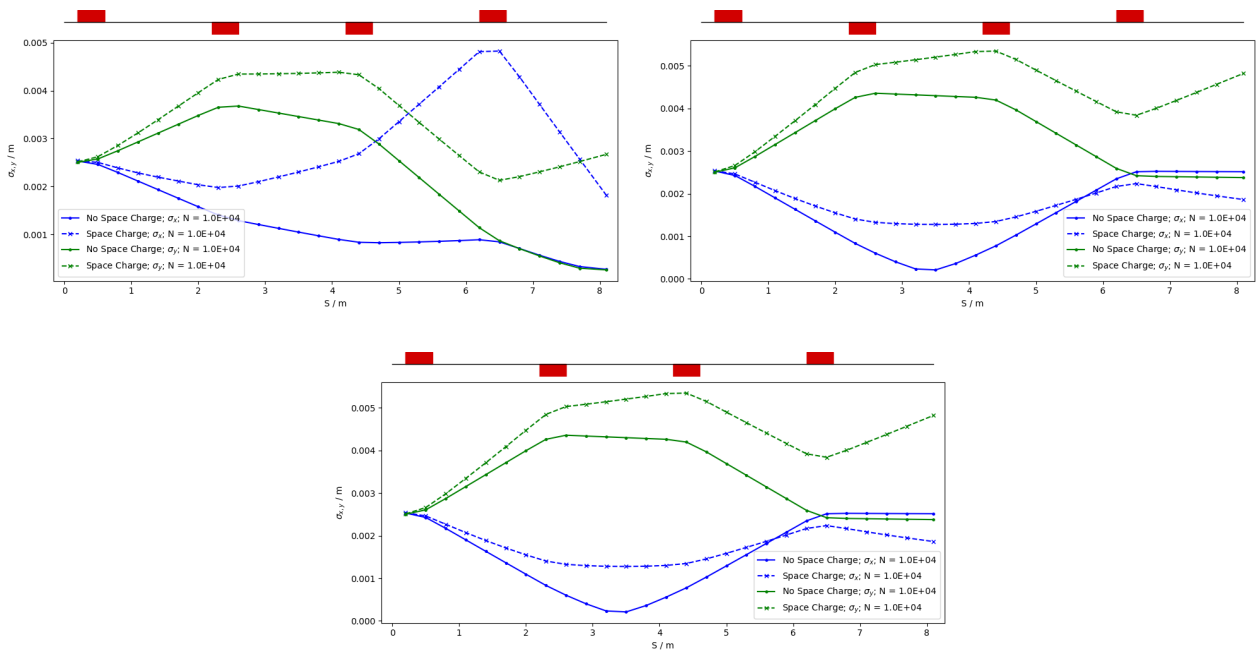 0.005
0.004
0.003
0.002
0.001
σx,y / m
No Space Charge; σx; N = 1.0E+04
Space Charge; σx; N = 1.0E+04
No Space Charge; σy; N = 1.0E+04
Space Charge; σy; N = 1.0E+04
0 1 2 3 4 5 6 7 8
S / m
0.005
0.004
0.003
0.002
0.001
0.000
σx,y / m
No Space Charge; σx; N = 1.0E+04
Space Charge; σx; N = 1.0E+04
No Space Charge; σy; N = 1.0E+04
Space Charge; σy; N = 1.0E+04
0 1 2 3 4 5 6 7 8
S / m
0.005
0.004
0.003
0.002
0.001
0.000
σx,y / m
No Space Charge; σx; N = 1.0E+04
Space Charge; σx; N = 1.0E+04
No Space Charge; σy; N = 1.0E+04
Space Charge; σy; N = 1.0E+04
0 1 2 3 4 5 6 7 8
S / m